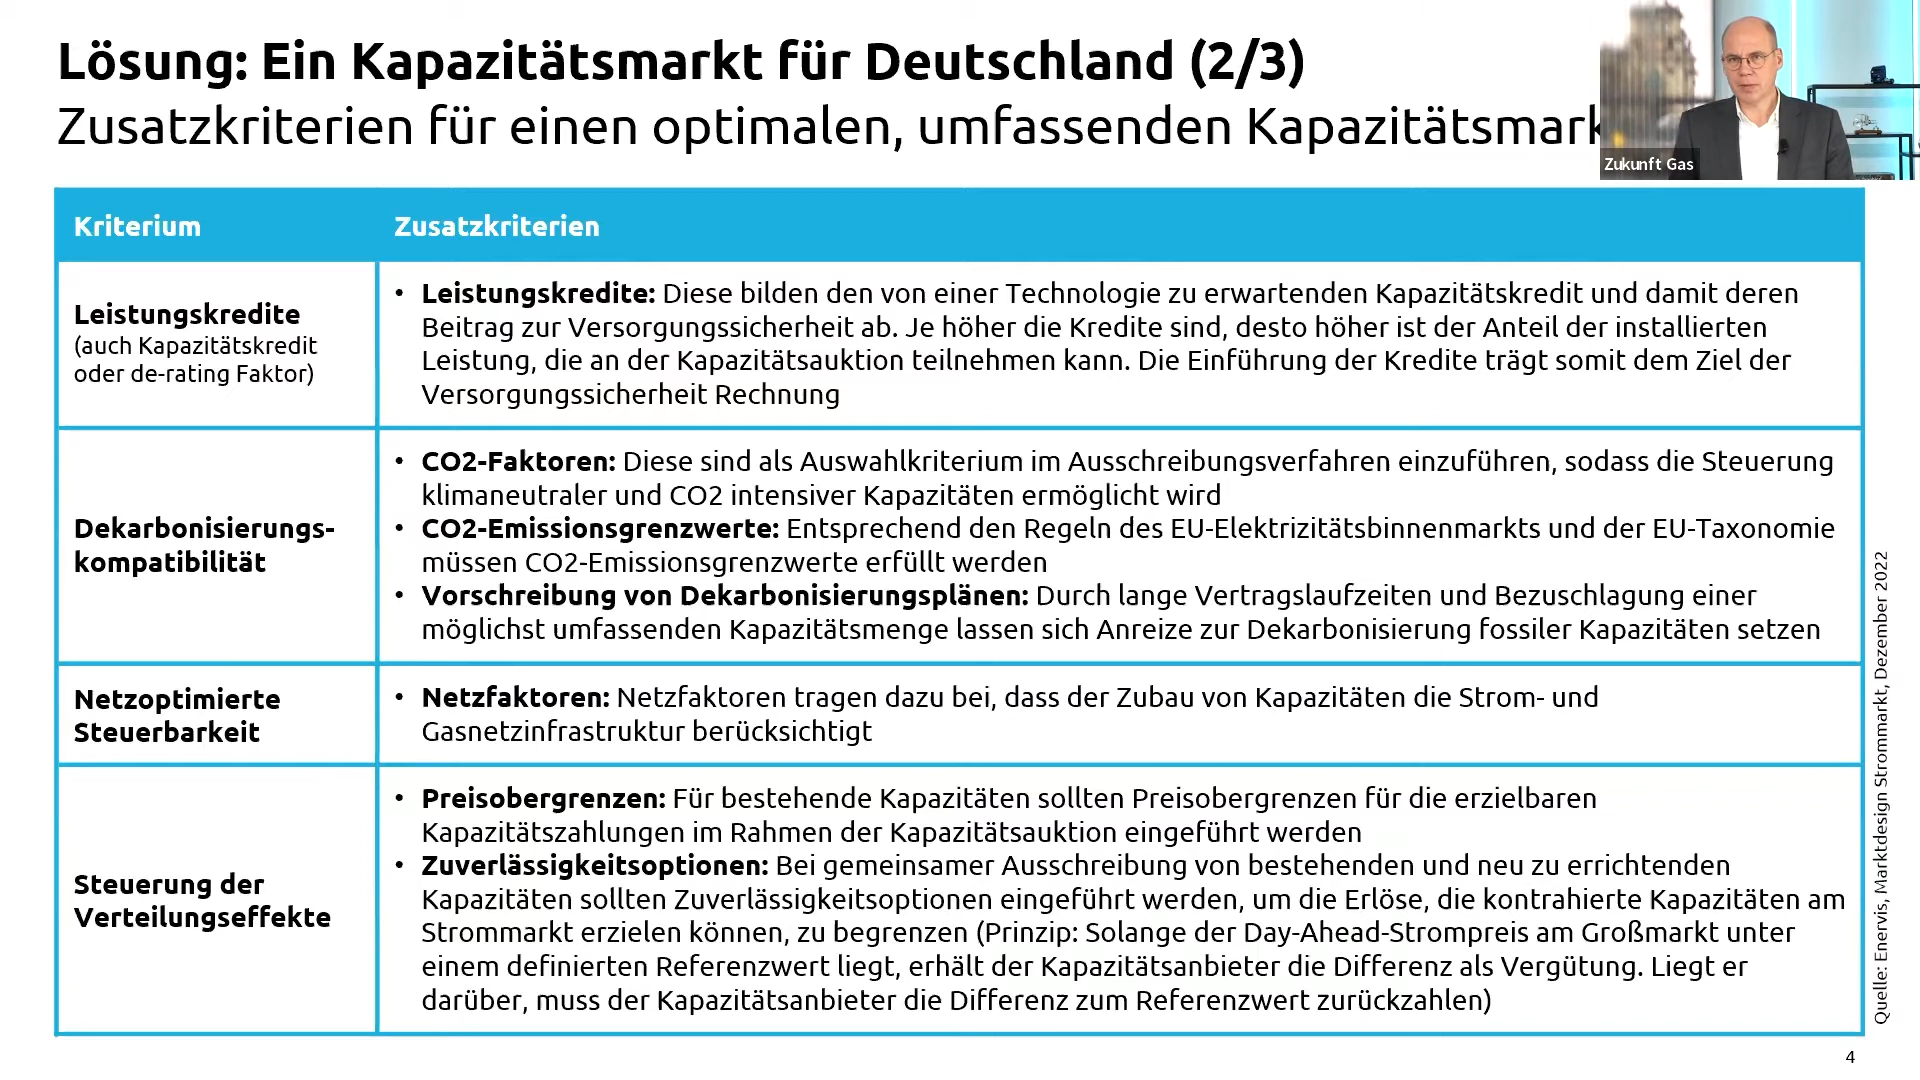 Lösung: Ein Kapazitätsmarkt für Deutschland (2/3)
Zusatzkriterien für einen optimalen, umfassenden Kapazitätsmark
Zukunft Gas
Kriterium
Zusatzkriterien
Leistungskredite
(auch Kapazitätskredit
oder de-rating Faktor)
• Leistungskredite: Diese bilden den von einer Technologie zu erwartenden Kapazitätskredit und damit deren
Beitrag zur Versorgungssicherheit ab. Je höher die Kredite sind, desto höher ist der Anteil der installierten
Leistung, die an der Kapazitätsauktion teilnehmen kann. Die Einführung der Kredite trägt somit dem Ziel der
Versorgungssicherheit Rechnung
Dekarbonisierungs-
kompatibilität
• CO2-Faktoren: Diese sind als Auswahlkriterium im Ausschreibungsverfahren einzuführen, sodass die Steuerung
klimaneutraler und CO2 intensiver Kapazitäten ermöglicht wird
• CO2-Emissionsgrenzwerte: Entsprechend den Regeln des EU-Elektrizitätsbinnenmarkts und der EU-Taxonomie
müssen CO2-Emissionsgrenzwerte erfüllt werden
• Vorschreibung von Dekarbonisierungsplänen: Durch lange Vertragslaufzeiten und Bezuschlagung einer
möglichst umfassenden Kapazitätsmenge lassen sich Anreize zur Dekarbonisierung fossiler Kapazitäten setzen
Netzoptimierte
Steuerbarkeit
• Netzfaktoren: Netzfaktoren tragen dazu bei, dass der Zubau von Kapazitäten die Strom- und
Gasnetzinfrastruktur berücksichtigt
Steuerung der
Verteilungseffekte
• Preisobergrenzen: Für bestehende Kapazitäten sollten Preisobergrenzen für die erzielbaren
Kapazitätszahlungen im Rahmen der Kapazitätsauktion eingeführt werden
• Zuverlässigkeitsoptionen: Bei gemeinsamer Ausschreibung von bestehenden und neu zu errichtenden
Kapazitäten sollten Zuverlässigkeitsoptionen eingeführt werden, um die Erlöse, die kontrahierte Kapazitäten am
Strommarkt erzielen können, zu begrenzen (Prinzip: Solange der Day-Ahead-Strompreis am Großmarkt unter
einem definierten Referenzwert liegt, erhält der Kapazitätsanbieter die Differenz als Vergütung. Liegt er
darüber, muss der Kapazitätsanbieter die Differenz zum Referenzwert zurückzahlen)
Quelle: Enervis, Marktdesign Strommarkt, Dezember 2022
4